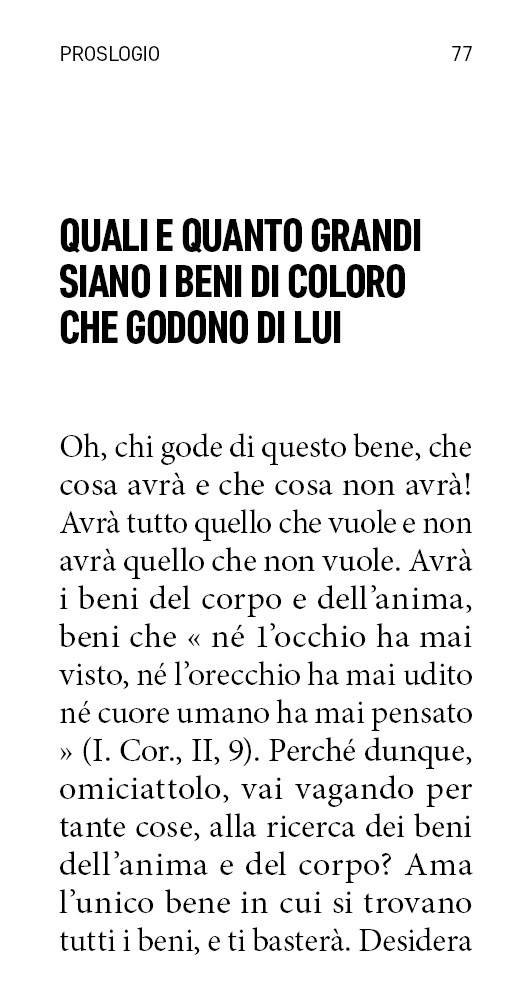 PROSLOGIO 77
QUALI E QUANTO GRANDI
SIANO I BENI DI COLORO
CHE GODONO DI LUI
Oh, chi gode di questo bene, che
cosa avrà e che cosa non avrà!
Avrà tutto quello che vuole e non
avrà quello che non vuole. Avrà
i beni del corpo e dell’anima,
beni che « né 1’occhio ha mai
visto, né l’orecchio ha mai udito
né cuore umano ha mai pensato
» (I. Cor., II, 9). Perché dunque,
omiciattolo, vai vagando per
tante cose, alla ricerca dei beni
dell’anima e del corpo? Ama
l’unico bene in cui si trovano
tutti i beni, e ti basterà. Desidera